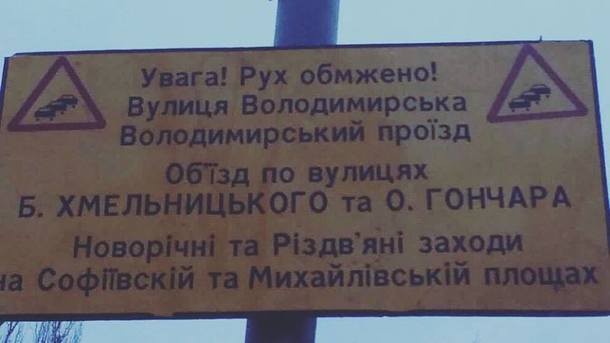 Увага! Рух обмжено!
Вулиця Володимирська
Володимирський проїзд
Об'їзд по вулицях
Б. ХМЕЛЬНИЦЬКОГО та О. ГОНЧАРА
Новорічні та Різдв'яні заходи
на Софіївскій та Михайлівській площах